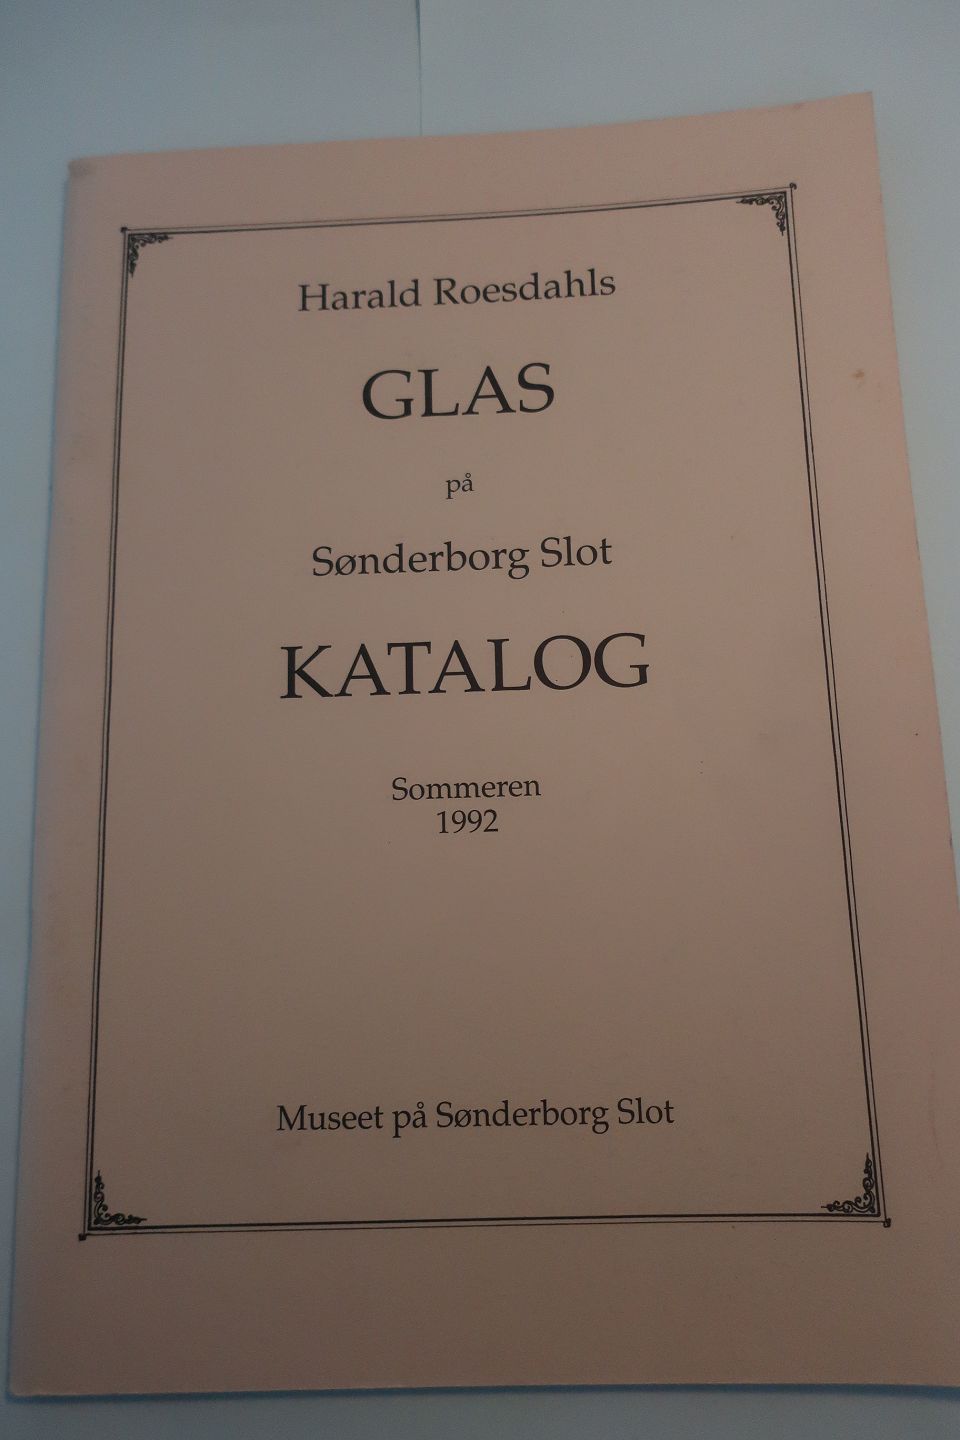 Harald Roesdahls
GLAS
på
Sønderborg Slot
KATALOG
Sommeren
1992
Museet på Sønderborg Slot